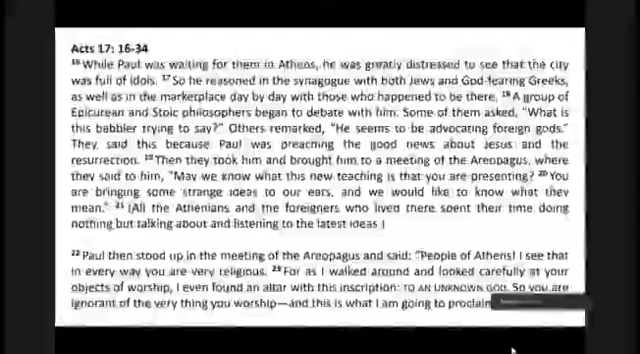 Acts 17: 16-34
16 While Paul was waiting for them in Athens, he was greatly distressed to see that the city
was full of idols. 17 So he reasoned in the synagogue with both Jews and God-fearing Greeks,
as well as in the marketplace day by day with those who happened to be there. 18 A group of
Epicurean and Stoic philosophers began to debate with him. Some of them asked, "What is
this babbler trying to say?" Others remarked, "He seems to be advocating foreign gods."
They said this because Paul was preaching the good news about Jesus and the
resurrection. 19 Then they took him and brought him to a meeting of the Areopagus, where
they said to him, "May we know what this new teaching is that you are presenting? 20 You
are bringing some strange ideas to our ears, and we would like to know what they
mean." 21 (All the Athenians and the foreigners who lived there spent their time doing
nothing but talking about and listening to the latest ideas.)
22 Paul then stood up in the meeting of the Areopagus and said: "People of Athens! I see that
in every way you are very religious. 23 For as I walked around and looked carefully at your
objects of worship, I even found an altar with this inscription: TO AN UNKNOWN GOD. So you are
ignorant of the very thing you worship—and this is what I am going to proclaim